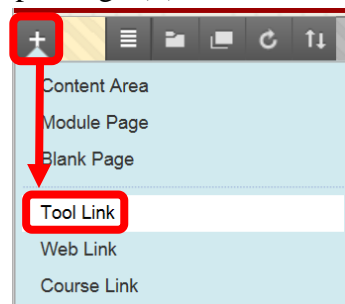 Content Area
Module Page
Blank Page
Tool Link
Web Link
Course Link